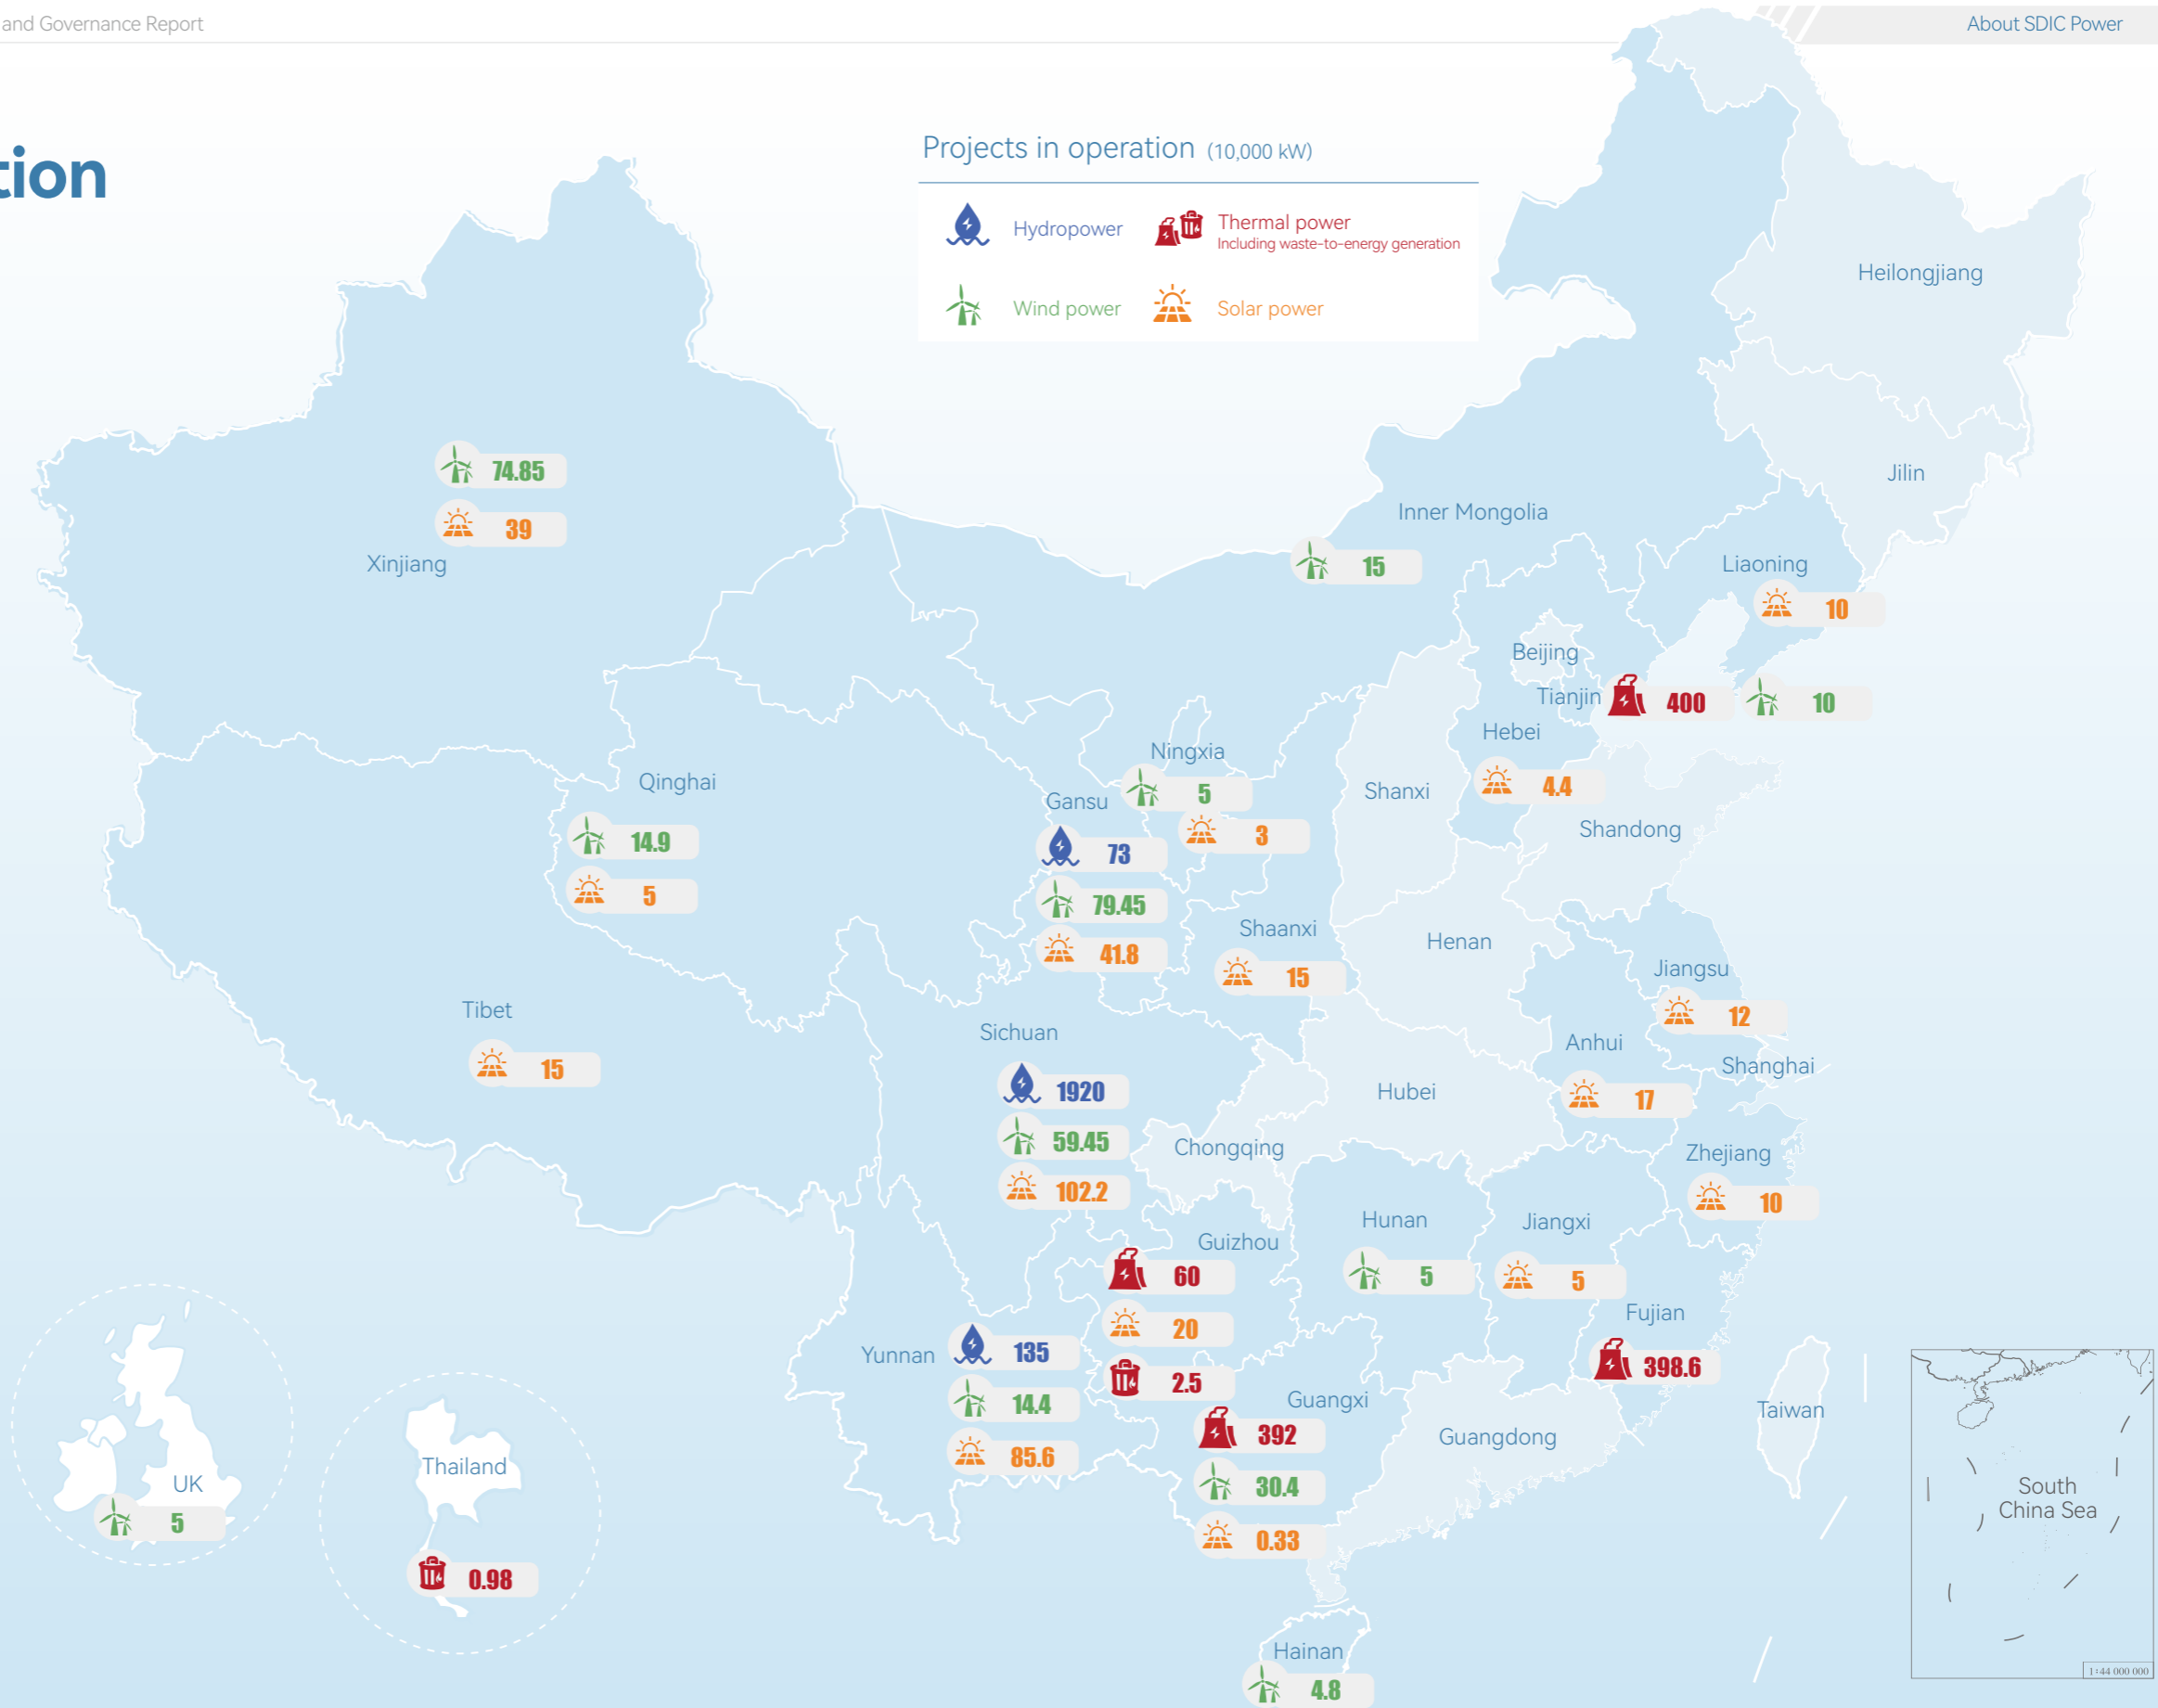 and Governance Report
About SDIC Power
tion
Projects in operation (10,000 kW)
Hydropower
Thermal power
Including waste-to-energy generation
Wind power
Solar power
Heilongjiang
Jilin
74.85
39
Xinjiang
Inner Mongolia
15
Liaoning
10
Beijing
Tianjin
400
10
Hebei
4.4
Ningxia
5
3
Qinghai
14.9
5
Gansu
73
79.45
41.8
Shanxi
Shandong
Shaanxi
15
Henan
Jiangsu
12
Tibet
15
Sichuan
1920
59.45
102.2
Anhui
17
Shanghai
Hubei
Chongqing
Zhejiang
10
Guizhou
60
20
2.5
Hunan
5
Jiangxi
5
Fujian
398.6
Yunnan
135
14.4
85.6
Guangxi
392
30.4
0.33
Guangdong
Taiwan
UK
5
Thailand
0.98
South
China Sea
1:44 000 000
Hainan
4.8